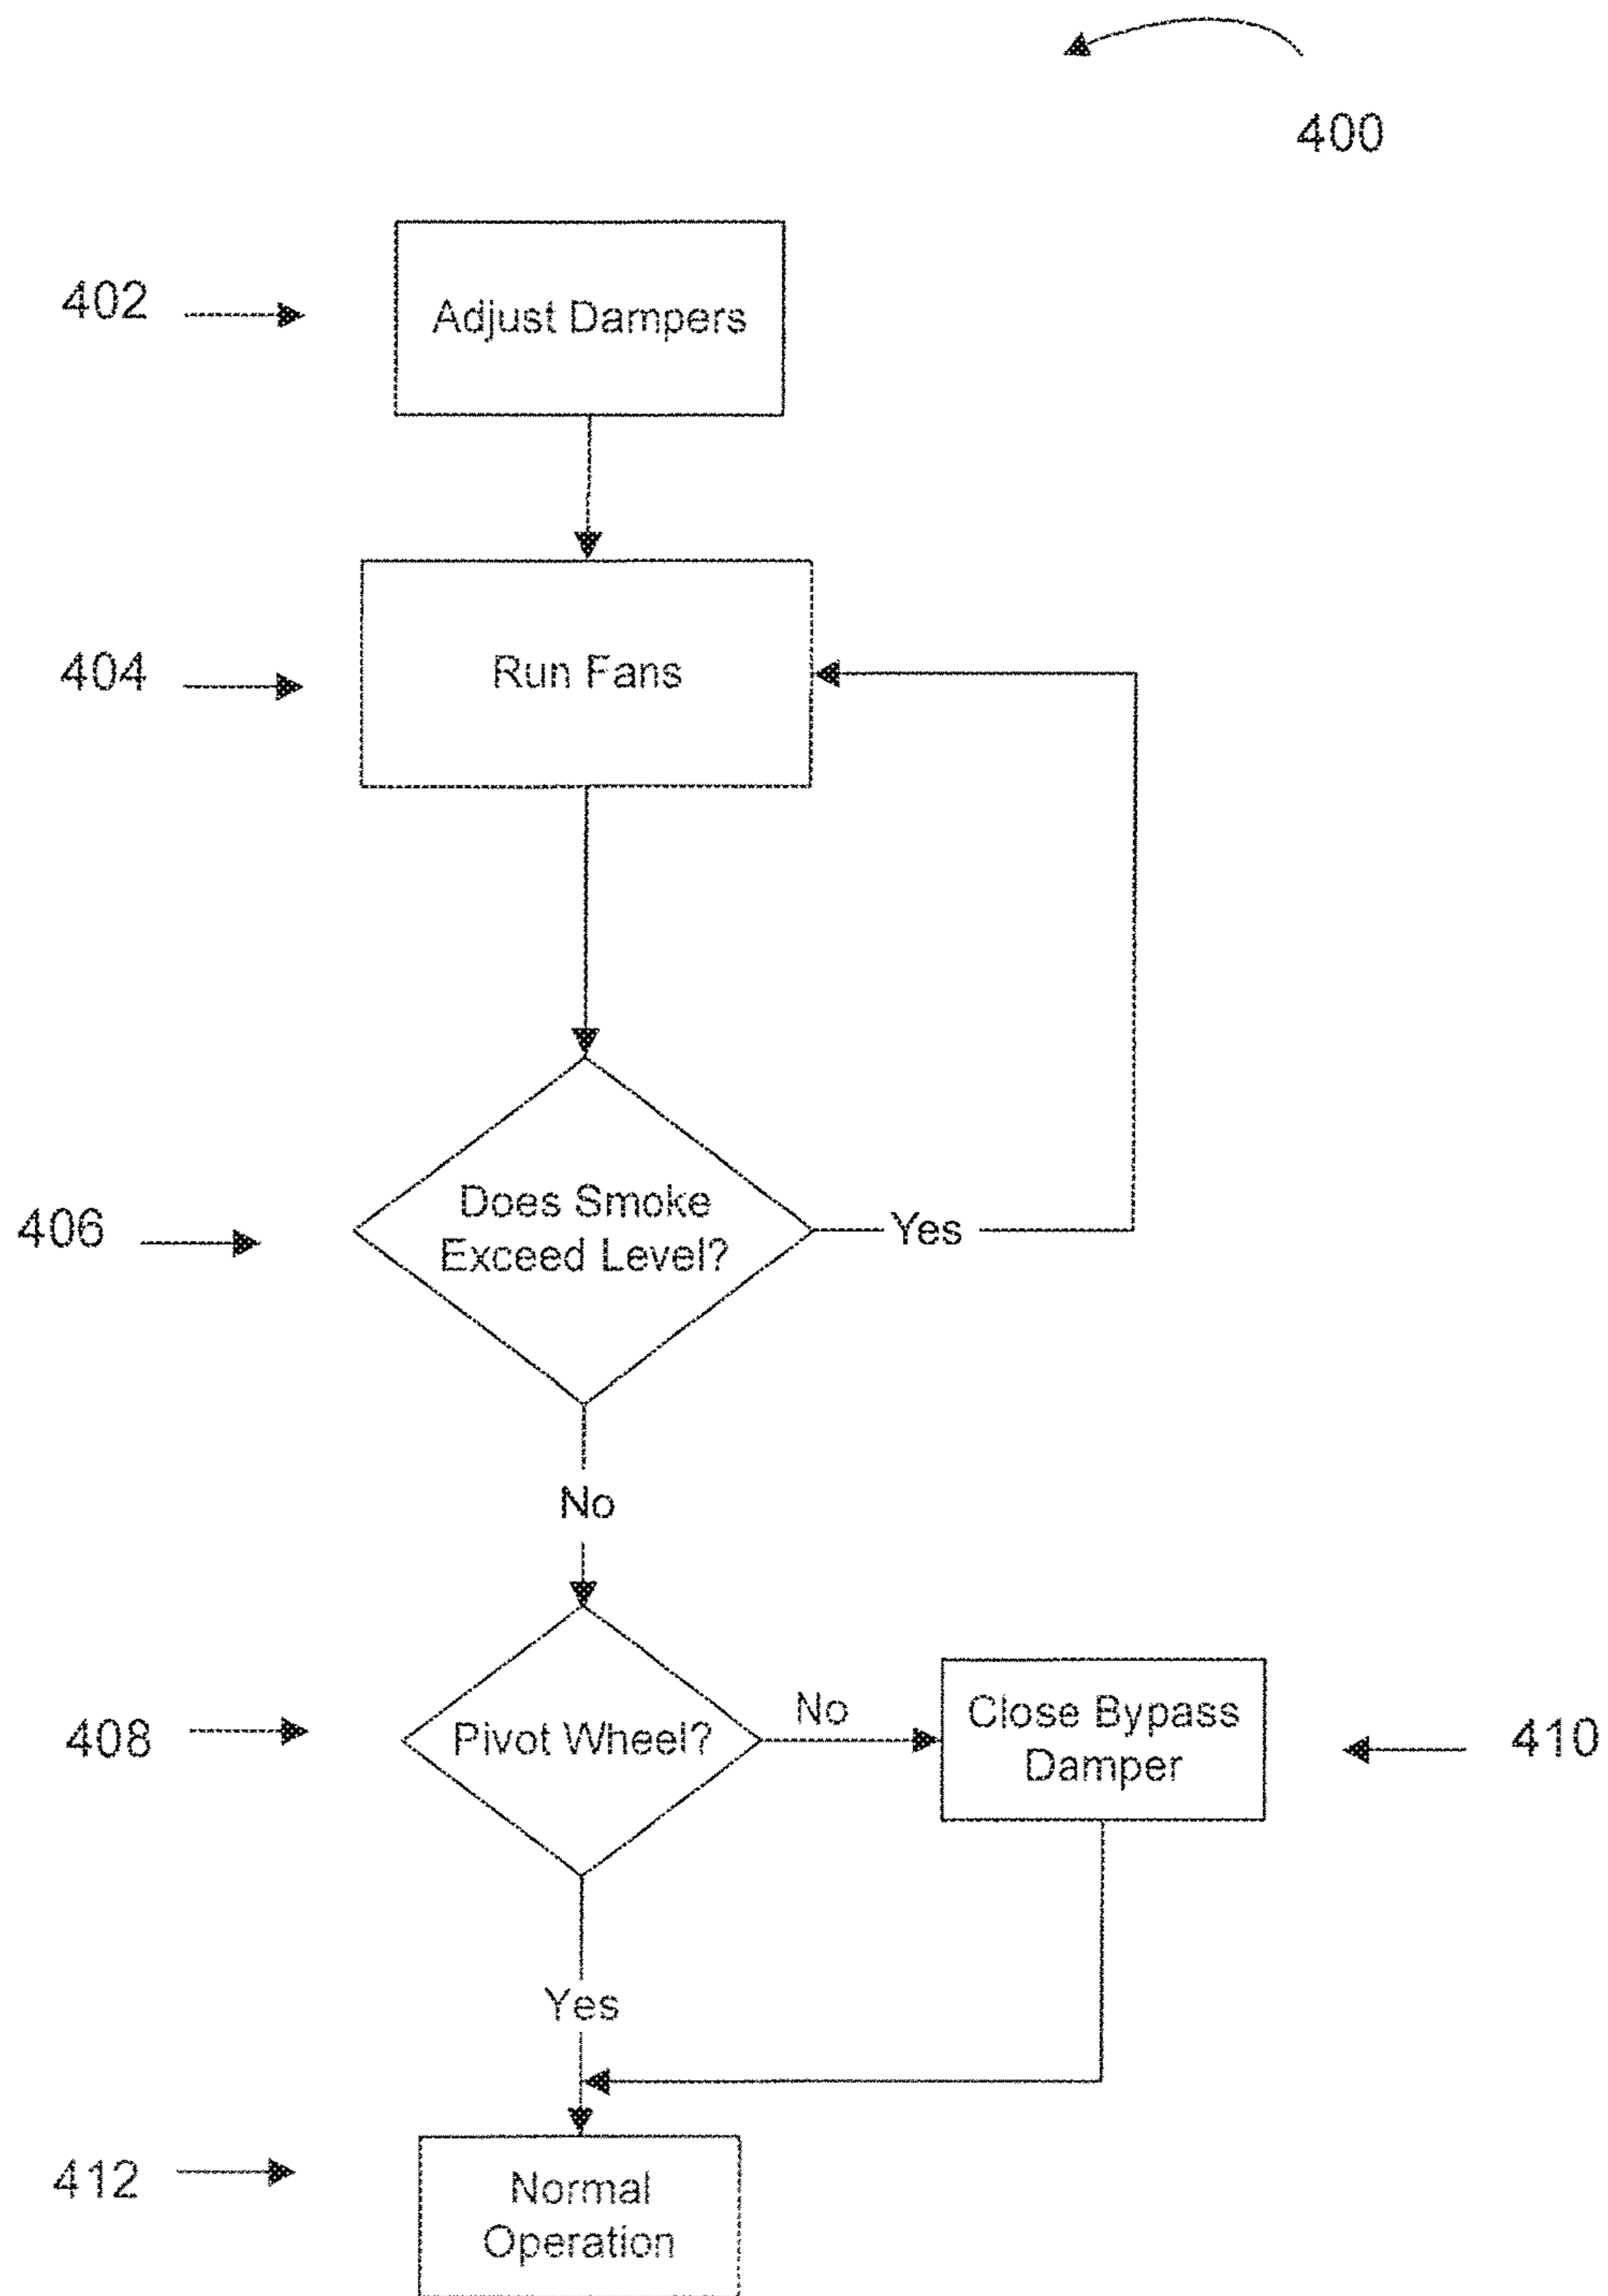 400
402
Adjust Dampers
404
Run Fans
406
Does Smoke
Exceed Level?
Yes
No
408
Pivot Wheel?
No
Close Bypass
Damper
410
Yes
412
Normal
Operation